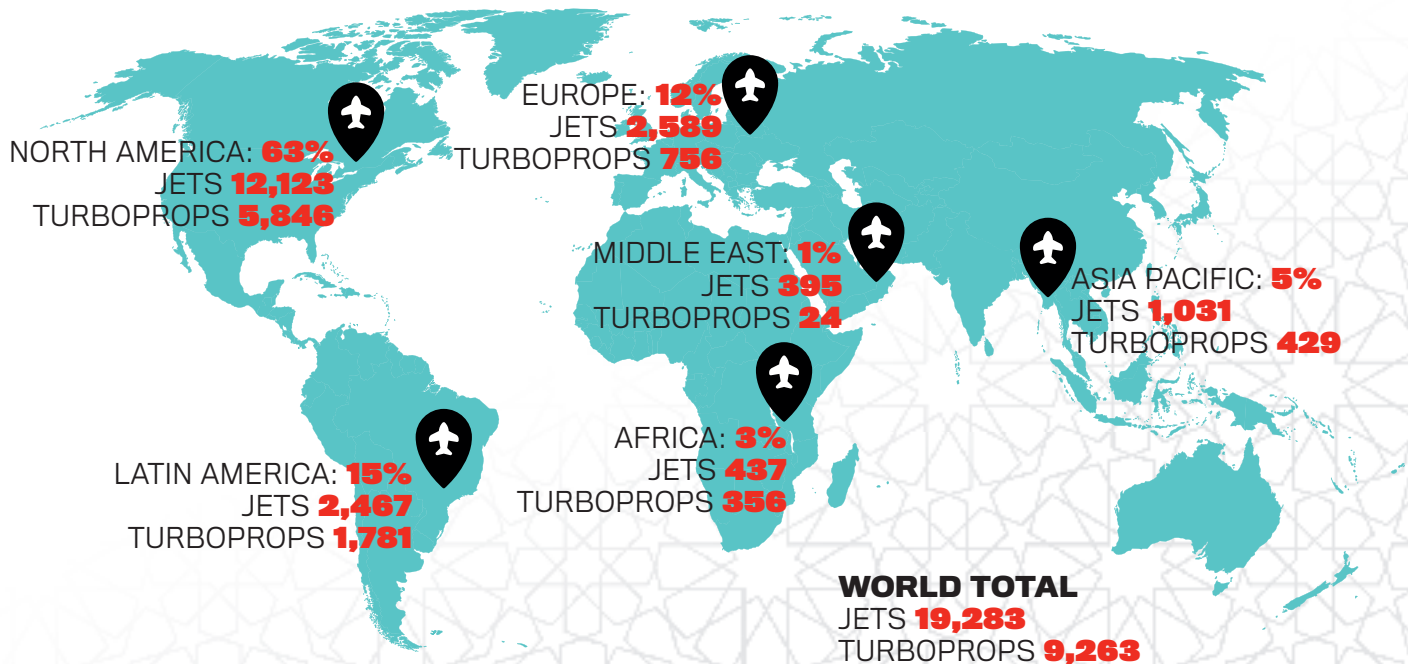 NORTH AMERICA: 63%
JETS 12,123
TURBOPROPS 5,846
EUROPE: 12%
JETS 2,589
TURBOPROPS 756
MIDDLE EAST: 1%
JETS 395
TURBOPROPS 24
ASIA PACIFIC: 5%
JETS 1,031
TURBOPROPS 429
LATIN AMERICA: 15%
JETS 2,467
TURBOPROPS 1,781
AFRICA: 3%
JETS 437
TURBOPROPS 356
WORLD TOTAL
JETS 19,283
TURBOPROPS 9,263